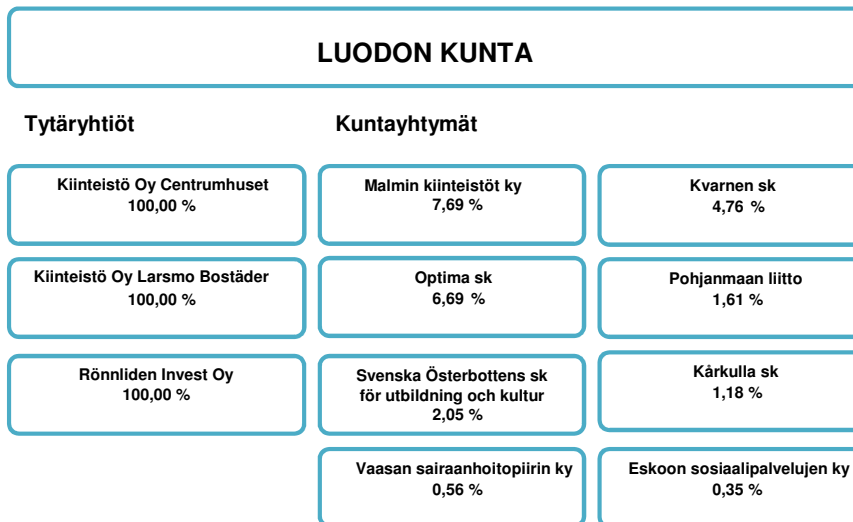 LUODON KUNTA
Tytäryhtiöt
Kuntayhtymät
Kiinteistö Oy Centrumhuset
100,00 %
Malmin kiinteistöt ky
7,69 %
Kvarnen sk
4,76 %
Kiinteistö Oy Larsmo Bostäder
100,00 %
Optima sk
6,69 %
Pohjanmaan liitto
1,61 %
Rönnliden Invest Oy
100,00 %
Svenska Österbottens sk
för utbildning och kultur
2,05 %
Kårkulla sk
1,18 %
Vaasan sairaanhoitopiirin ky
0,56 %
Eskoon sosiaalipalvelujen ky
0,35 %